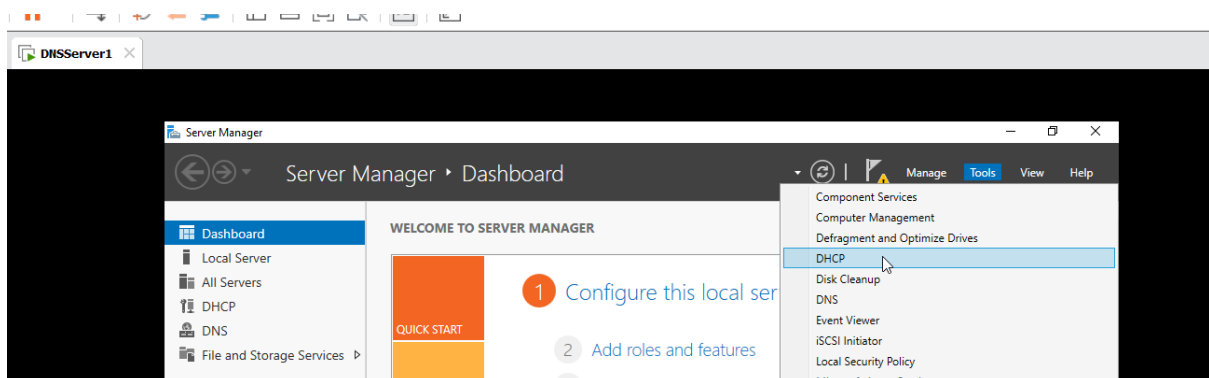 DNSServer1
Server Manager
Server Manager • Dashboard
Manage Tools View Help
Dashboard
Local Server
All Servers
DHCP
DNS
File and Storage Services
WELCOME TO SERVER MANAGER
QUICK START
1 Configure this local ser
2 Add roles and features
Component Services
Computer Management
Defragment and Optimize Drives
DHCP
Disk Cleanup
DNS
Event Viewer
iSCSI Initiator
Local Security Policy